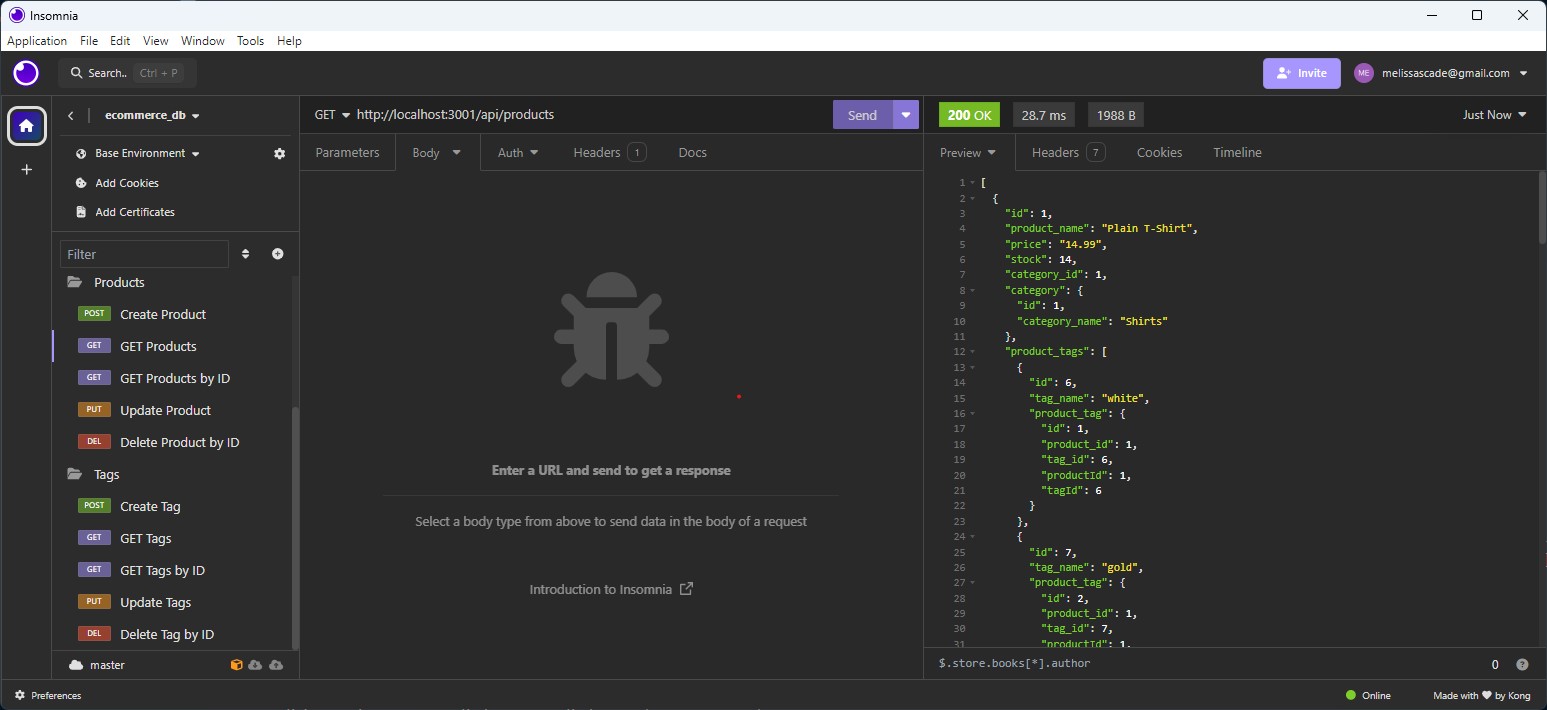 Insomnia
Application File Edit View Window Tools Help
Search.. Ctrl + P
Invite
ME melissascade@gmail.com
ecommerce_db
Base Environment
Add Cookies
Add Certificates
Filter
Products
POST Create Product
GET GET Products
GET GET Products by ID
PUT Update Product
DEL Delete Product by ID
Tags
POST Create Tag
GET GET Tags
GET GET Tags by ID
PUT Update Tags
DEL Delete Tag by ID
master
GET http://localhost:3001/api/products
Send
Parameters Body Auth Headers 1 Docs
Enter a URL and send to get a response
Select a body type from above to send data in the body of a request
Introduction to Insomnia
200 OK 28.7 ms 1988 B Just Now
Preview Headers 7 Cookies Timeline
1 [
2 {
3 "id": 1,
4 "product_name": "Plain T-Shirt",
5 "price": "14.99",
6 "stock": 14,
7 "category_id": 1,
8 "category": {
9 "id": 1,
10 "category_name": "Shirts"
11 },
12 "product_tags": [
13 {
14 "id": 6,
15 "tag_name": "white",
16 "product_tag": {
17 "id": 1,
18 "product_id": 1,
19 "tag_id": 6,
20 "productId": 1,
21 "tagId": 6
22 }
23 },
24 {
25 "id": 7,
26 "tag_name": "gold",
27 "product_tag": {
28 "id": 2,
29 "product_id": 1,
30 "tag_id": 7,
31 "productId": 1,
$.store.books[*].author 0
Preferences
Online
Made with ❤ by Kong